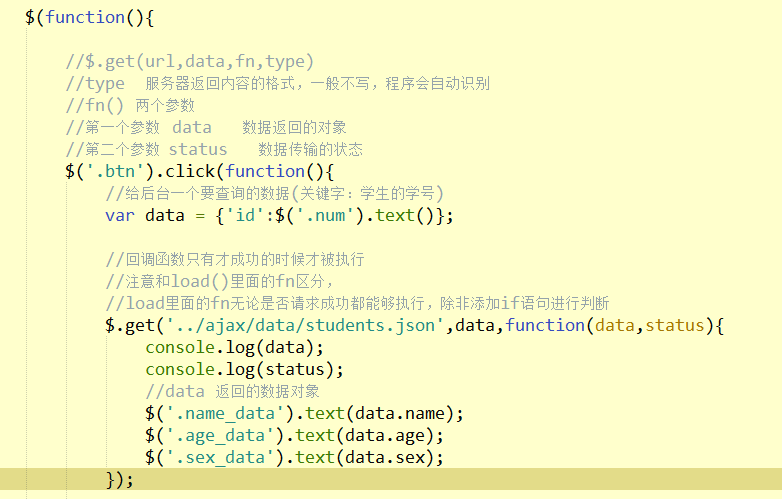 $(function(){
//$.get(url,data,fn,type)
//type  服务器返回内容的格式，一般不写，程序会自动识别
//fn() 两个参数
//第一个参数 data   数据返回的对象
//第二个参数 status   数据传输的状态
$('.btn').click(function(){
//给后台一个要查询的数据(关键字：学生的学号)
var data = {'id':$('.num').text()};
//回调函数只有才成功的时候才被执行
//注意和load()里面的fn区分，
//load里面的fn无论是否请求成功都能够执行，除非添加if语句进行判断
$.get('../ajax/data/students.json',data,function(data,status){
console.log(data);
console.log(status);
//data 返回的数据对象
$('.name_data').text(data.name);
$('.age_data').text(data.age);
$('.sex_data').text(data.sex);
});